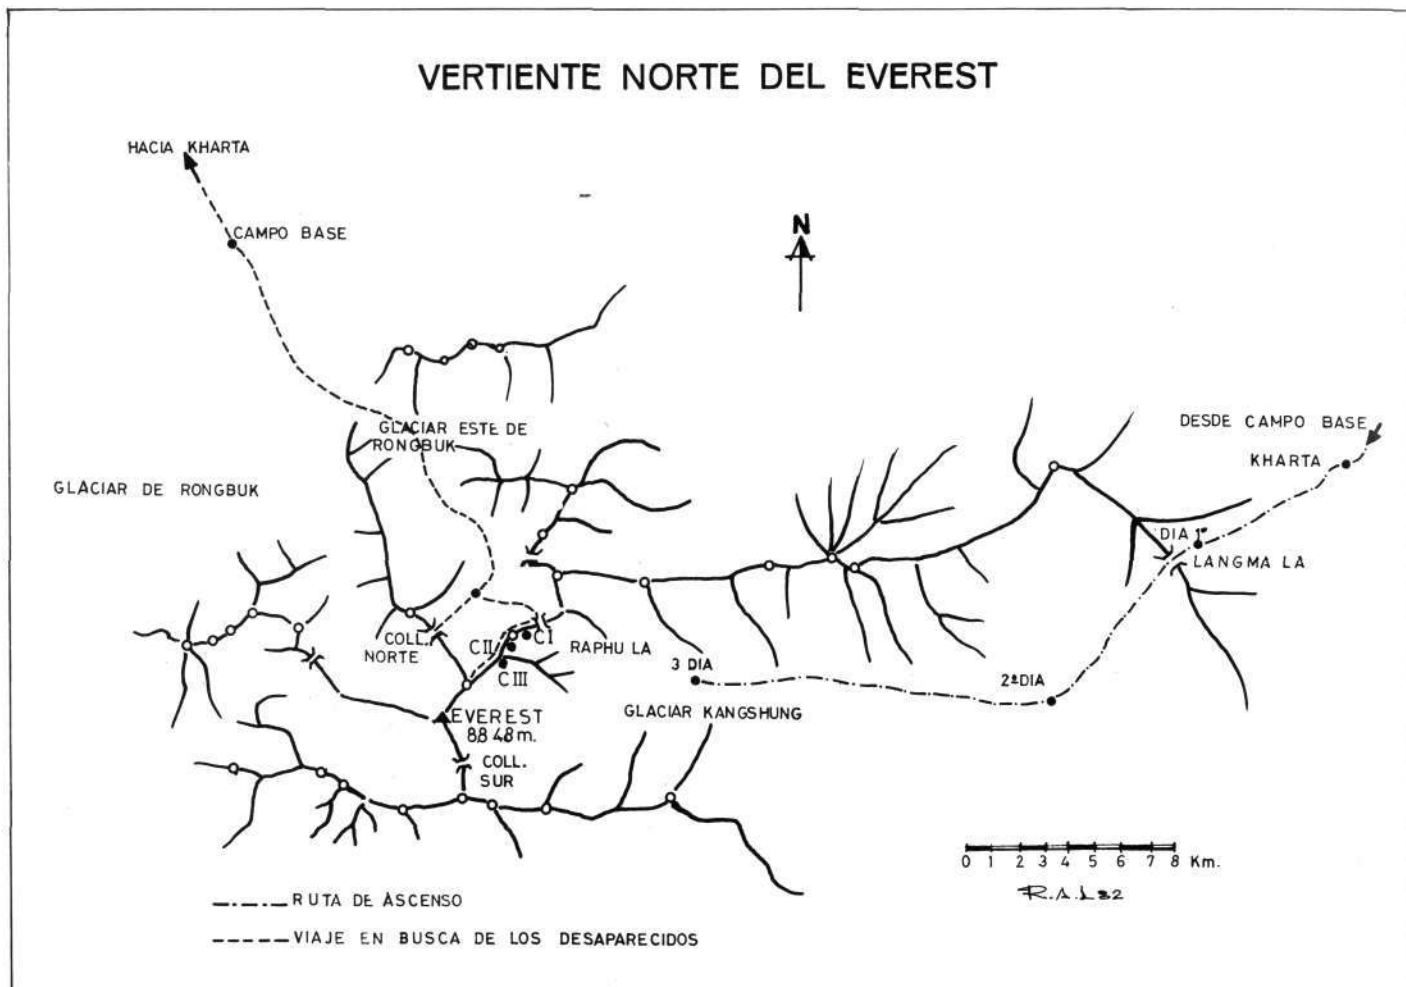 VERTIENTE NORTE DEL EVEREST
HACIA KHARTA
CAMPO BASE
N
GLACIAR ESTE DE
RONGBUK
DESDE CAMPO BASE
KHARTA
GLACIAR DE RONGBUK
DIA 1º
LANGMA LA
COLL.
NORTE
CI
CII
CIII
RAPHU LA
3 DIA
2º DIA
GLACIAR KANGSHUNG
EVEREST
8848m.
COLL.
SUR
0 1 2 3 4 5 6 7 8 Km.
R.A.L 82
RUTA DE ASCENSO
VIAJE EN BUSCA DE LOS DESAPARECIDOS